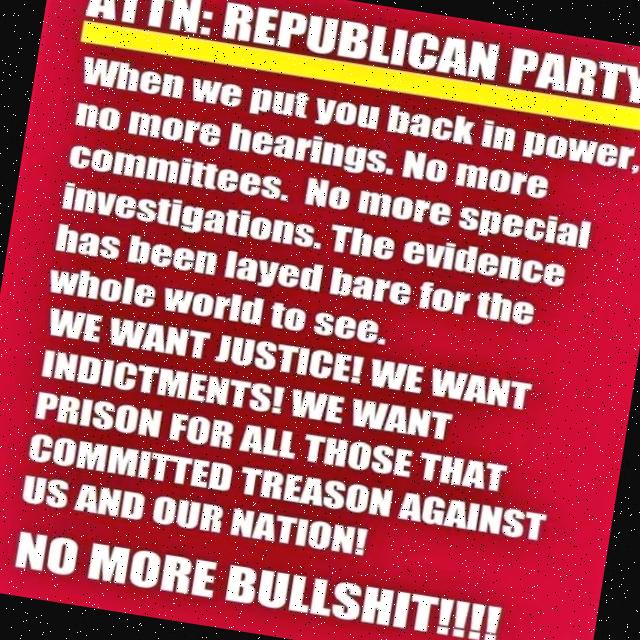 ATTN: REPUBLICAN PARTY
When we put you back in power,
no more hearings. No more
committees. No more special
investigations. The evidence
has been layed bare for the
whole world to see.
WE WANT JUSTICE! WE WANT
INDICTMENTS! WE WANT
PRISON FOR ALL THOSE THAT
COMMITTED TREASON AGAINST
US AND OUR NATION!
NO MORE BULLSHIT!!!!